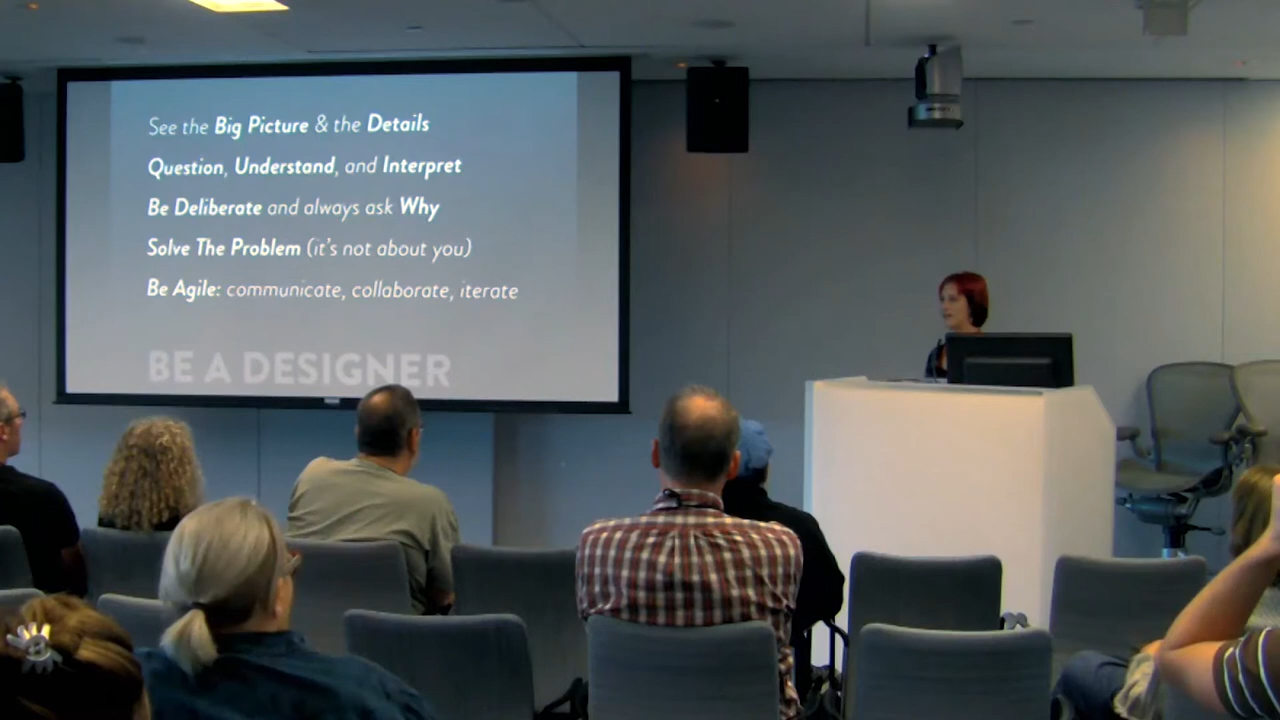 See the Big Picture & the Details
Question, Understand, and Interpret
Be Deliberate and always ask Why
Solve The Problem (it's not about you)
Be Agile: communicate, collaborate, iterate
BE A DESIGNER